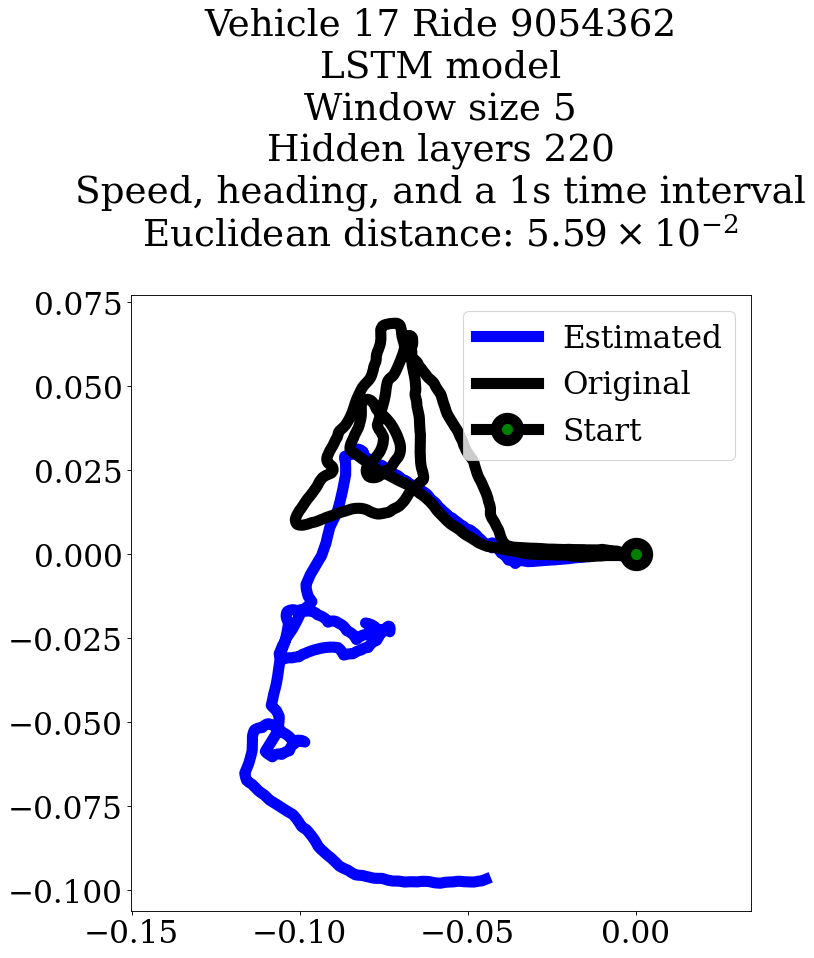 Vehicle 17 Ride 9054362
LSTM model
Window size 5
Hidden layers 220
Speed, heading, and a 1s time interval
Euclidean distance: 5.59 × 10⁻²
0.075
0.050
0.025
0.000
−0.025
−0.050
−0.075
−0.100
Estimated
Original
Start
−0.15
−0.10
−0.05
0.00